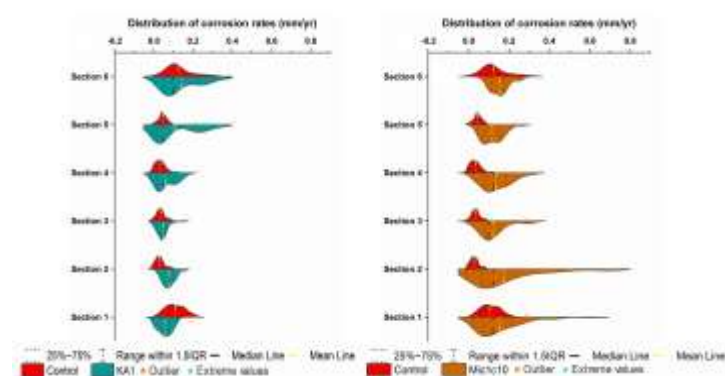 Distribution of corrosion rates (mm/yr)
-0.2 0.0 0.2 0.4 0.6 0.8
Section 6
Section 5
Section 4
Section 3
Section 2
Section 1
25%~75% Range within 1.5IQR Median Line Mean Line
Control KA1 Outlier Extreme values
Distribution of corrosion rates (mm/yr)
-0.2 0.0 0.2 0.4 0.6 0.8
Section 6
Section 5
Section 4
Section 3
Section 2
Section 1
25%~75% Range within 1.5IQR Median Line Mean Line
Control Mic1c10 Outlier Extreme values